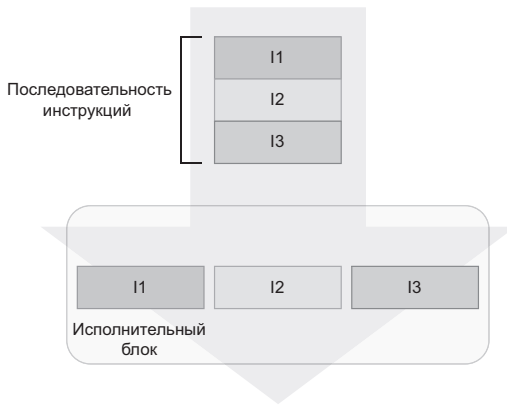 I1
Последовательность
инструкций
I2
I3
I1
I2
I3
Исполнительный
блок